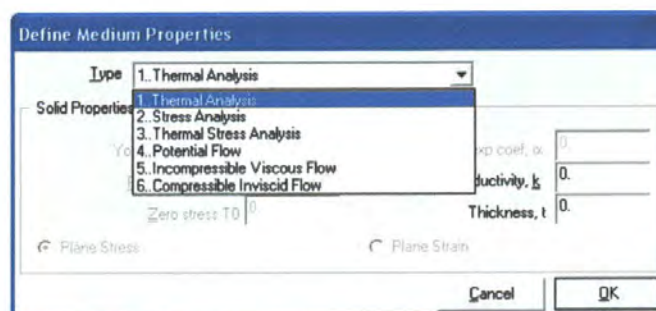 Define Medium Properties
Type 1..Thermal Analysis
1..Thermal Analysis
Solid Properties
2..Stress Analysis
3..Thermal Stress Analysis
4..Potential Flow
Yo
exp coef, α 0.
5..Incompressible Viscous Flow
ductivity, k 0.
6..Compressible Inviscid Flow
Zero stress T0 0.
Thickness, t 0.
Plane Stress Plane Strain
Cancel OK